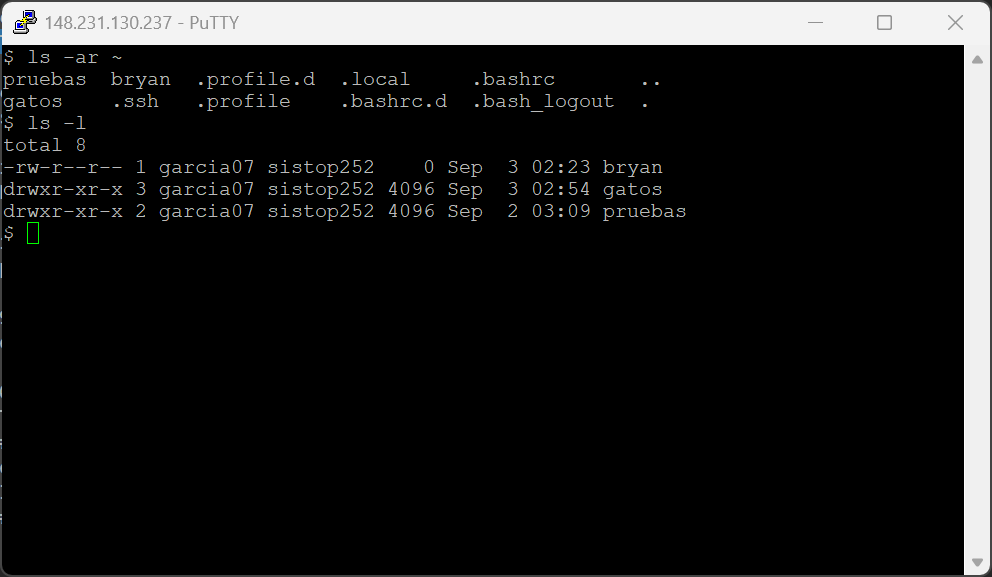 148.231.130.237 - PuTTY
$ ls -ar ~
pruebas  bryan  .profile.d  .local     .bashrc       ..
gatos    .ssh   .profile    .bashrc.d  .bash_logout  .
$ ls -l
total 8
-rw-r--r-- 1 garcia07 sistop252    0 Sep  3 02:23 bryan
drwxr-xr-x 3 garcia07 sistop252 4096 Sep  3 02:54 gatos
drwxr-xr-x 2 garcia07 sistop252 4096 Sep  2 03:09 pruebas
$